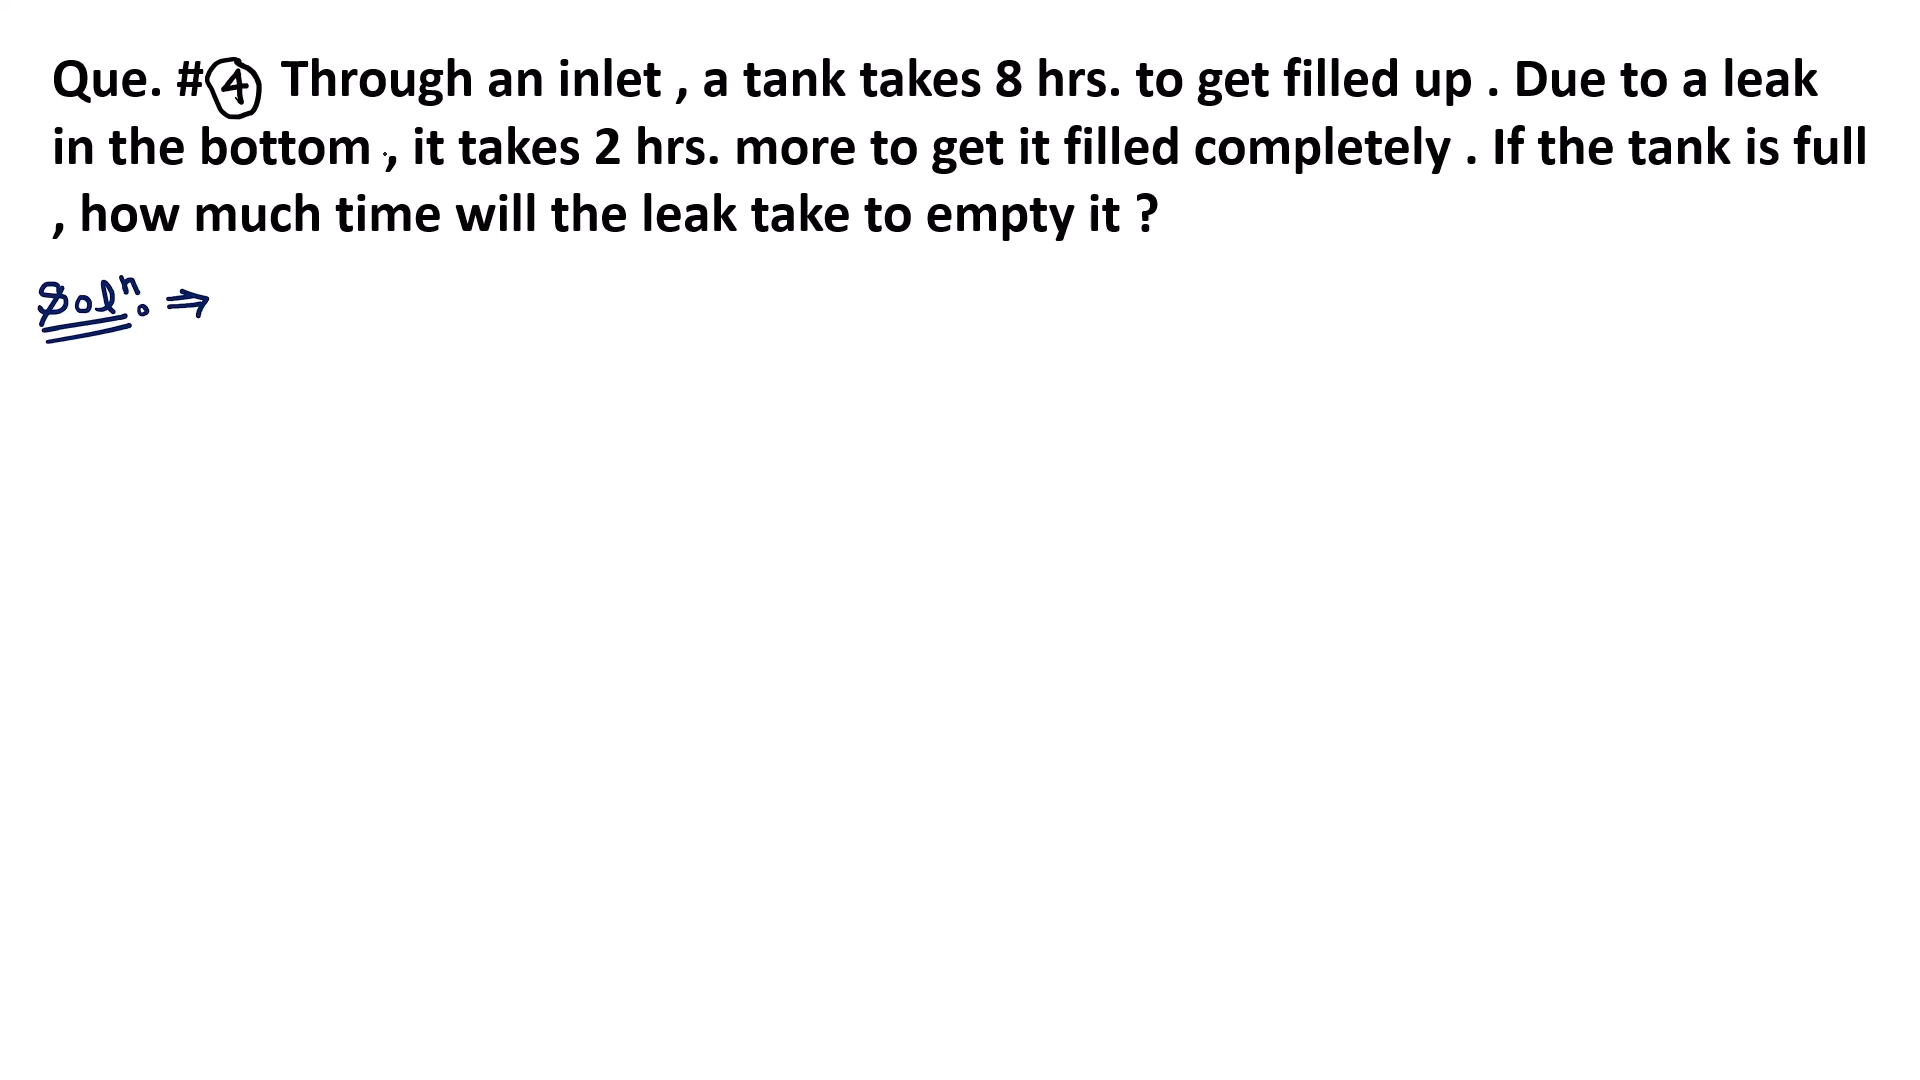 Que. #④ Through an inlet , a tank takes 8 hrs. to get filled up . Due to a leak
in the bottom , it takes 2 hrs. more to get it filled completely . If the tank is full
, how much time will the leak take to empty it ?
Solⁿ. ⇒